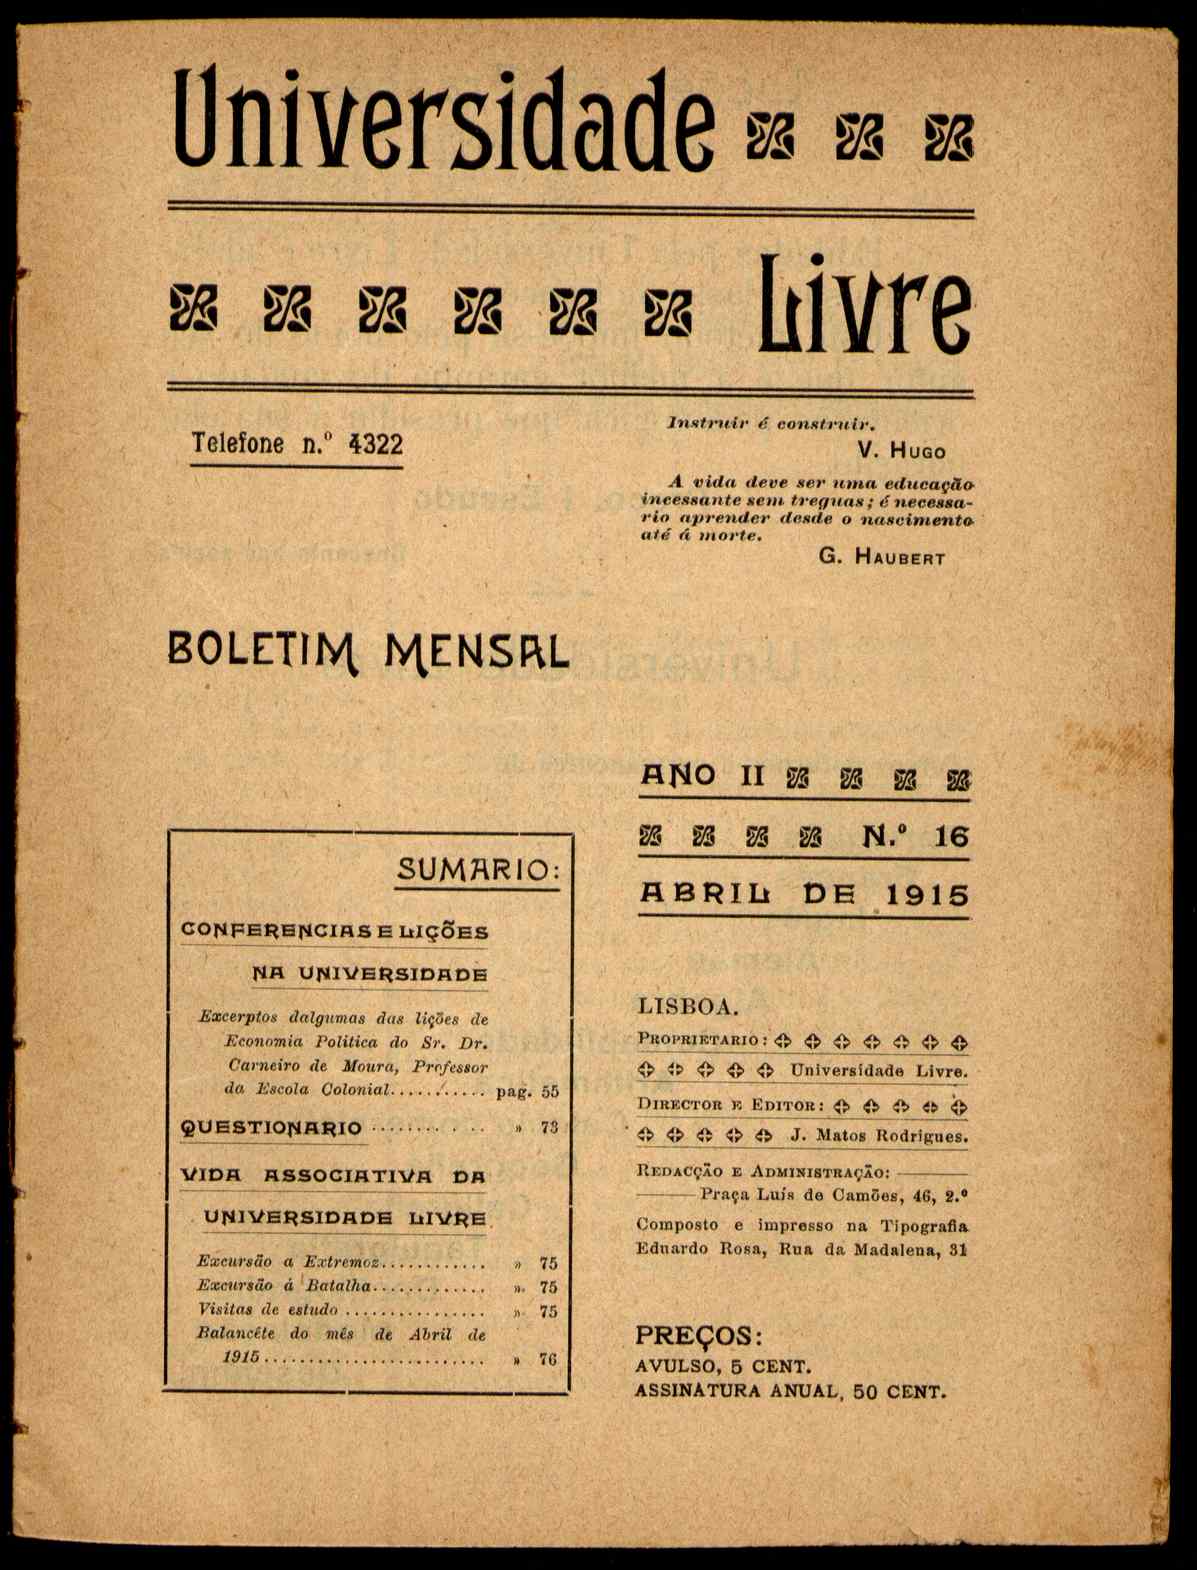 Universidade
Livre
Telefone n.º 4322
Instruir é construir.
V. HUGO
A vida deve ser uma educação
incessante sem treguas; é necessa-
rio aprender desde o nascimento
até á morte.
G. HAUBERT
BOLETIM MENSAL
ANO II
N.º 16
ABRIL DE 1915
SUMARIO:
CONFERENCIAS E LIÇÕES
NA UNIVERSIDADE
Excerptos dalgumas das lições de
Economia Politica do Sr. Dr.
Carneiro de Moura, Professor
da Escola Colonial........... pag. 55
QUESTIONARIO .......... » 73
VIDA ASSOCIATIVA DA
UNIVERSIDADE LIVRE
Excursão a Extremoz............ » 75
Excursão á Batalha............. » 75
Visitas de estudo ................ » 75
Balancête do mês de Abril de
1915......................... » 76
LISBOA.
PROPRIETARIO:
Universidade Livre.
DIRECTOR E EDITOR:
J. Matos Rodrigues.
REDACÇÃO E ADMINISTRAÇÃO:
Praça Luís de Camões, 46, 2.º
Composto e impresso na Tipografia
Eduardo Rosa, Rua da Madalena, 31
PREÇOS:
AVULSO, 5 CENT.
ASSINATURA ANUAL, 50 CENT.